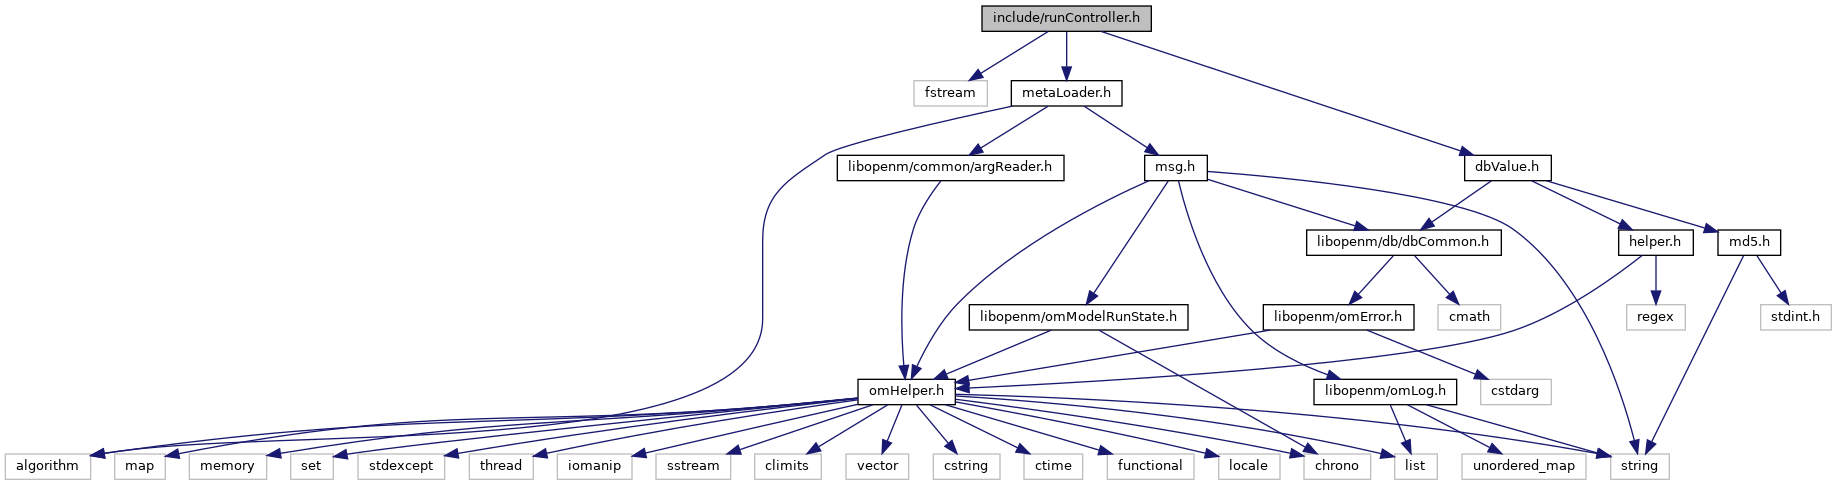 include/runController.h
fstream
metaLoader.h
libopenm/common/argReader.h
msg.h
dbValue.h
libopenm/db/dbCommon.h
helper.h
md5.h
libopenm/omModelRunState.h
libopenm/omError.h
cmath
regex
stdint.h
omHelper.h
libopenm/omLog.h
cstdarg
algorithm
map
memory
set
stdexcept
thread
iomanip
sstream
climits
vector
cstring
ctime
functional
locale
chrono
list
unordered_map
string